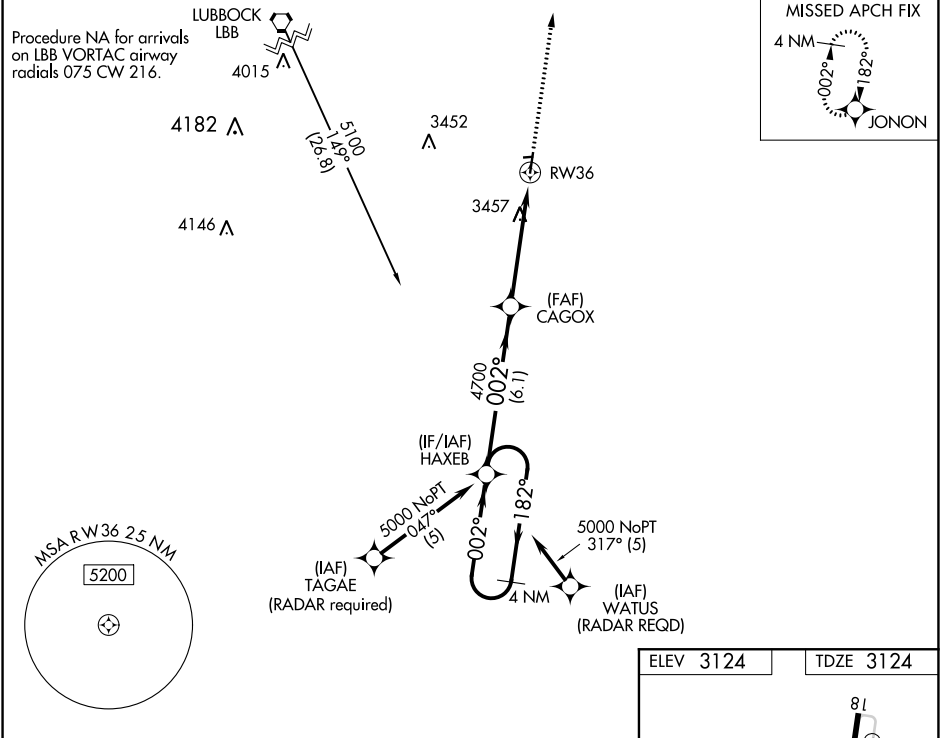 LUBBOCK
LBB
Procedure NA for arrivals
on LBB VORTAC airway
radials 075 CW 216.
4015
4182
3452
5100
149°
(26.8)
4146
RW36
3457
MISSED APCH FIX
4 NM
002°
182°
JONON
(FAF)
CAGOX
4700
002°
(6.1)
(IF/IAF)
HAXEB
5000 NoPT
047°
(5)
002°
182°
5000 NoPT
317° (5)
4 NM
(IAF)
TAGAE
(RADAR required)
(IAF)
WATUS
(RADAR REQD)
MSA RW36 25 NM
5200
ELEV 3124
TDZE 3124
18